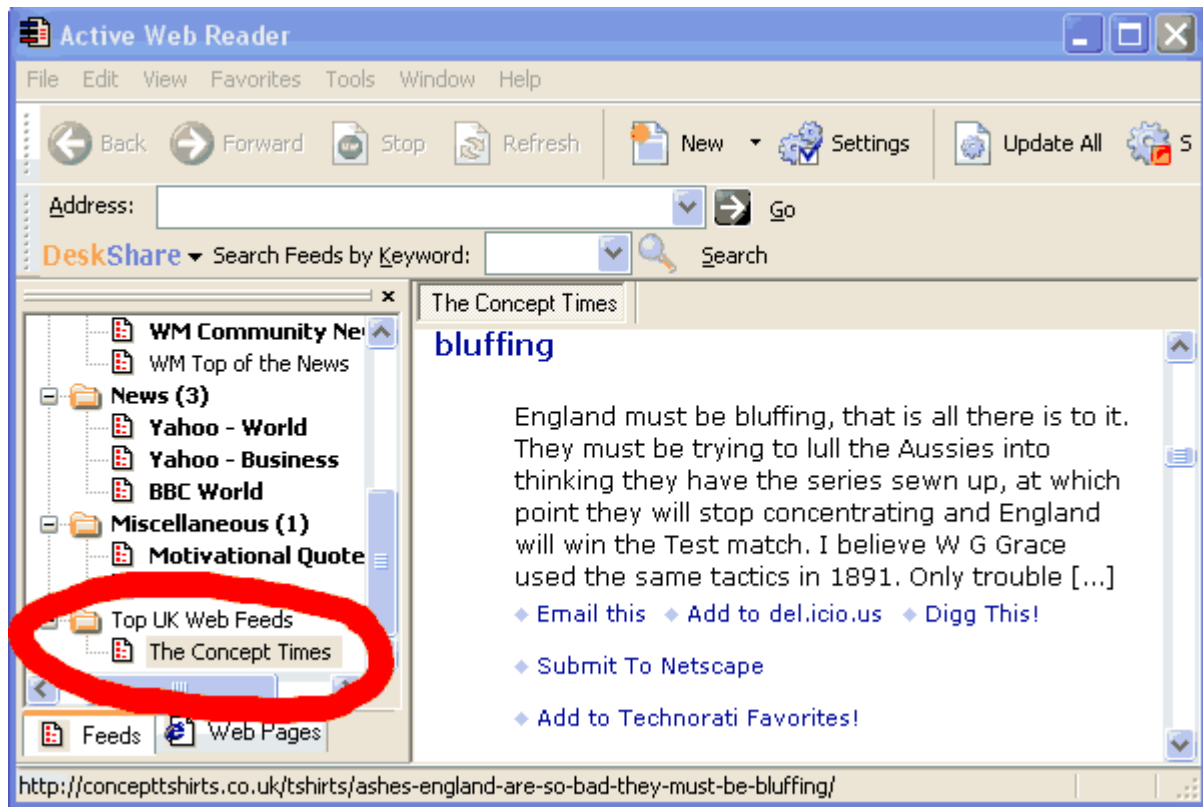 Active Web Reader
File Edit View Favorites Tools Window Help
Back Forward Stop Refresh New Settings Update All S
Address: Go
DeskShare Search Feeds by Keyword: Search
WM Community Ne
WM Top of the News
News (3)
Yahoo - World
Yahoo - Business
BBC World
Miscellaneous (1)
Motivational Quote
Top UK Web Feeds
The Concept Times
Feeds Web Pages
The Concept Times
bluffing
England must be bluffing, that is all there is to it.
They must be trying to lull the Aussies into
thinking they have the series sewn up, at which
point they will stop concentrating and England
will win the Test match. I believe W G Grace
used the same tactics in 1891. Only trouble [...]
Email this Add to del.icio.us Digg This!
Submit To Netscape
Add to Technorati Favorites!
http://concepttshirts.co.uk/tshirts/ashes-england-are-so-bad-they-must-be-bluffing/